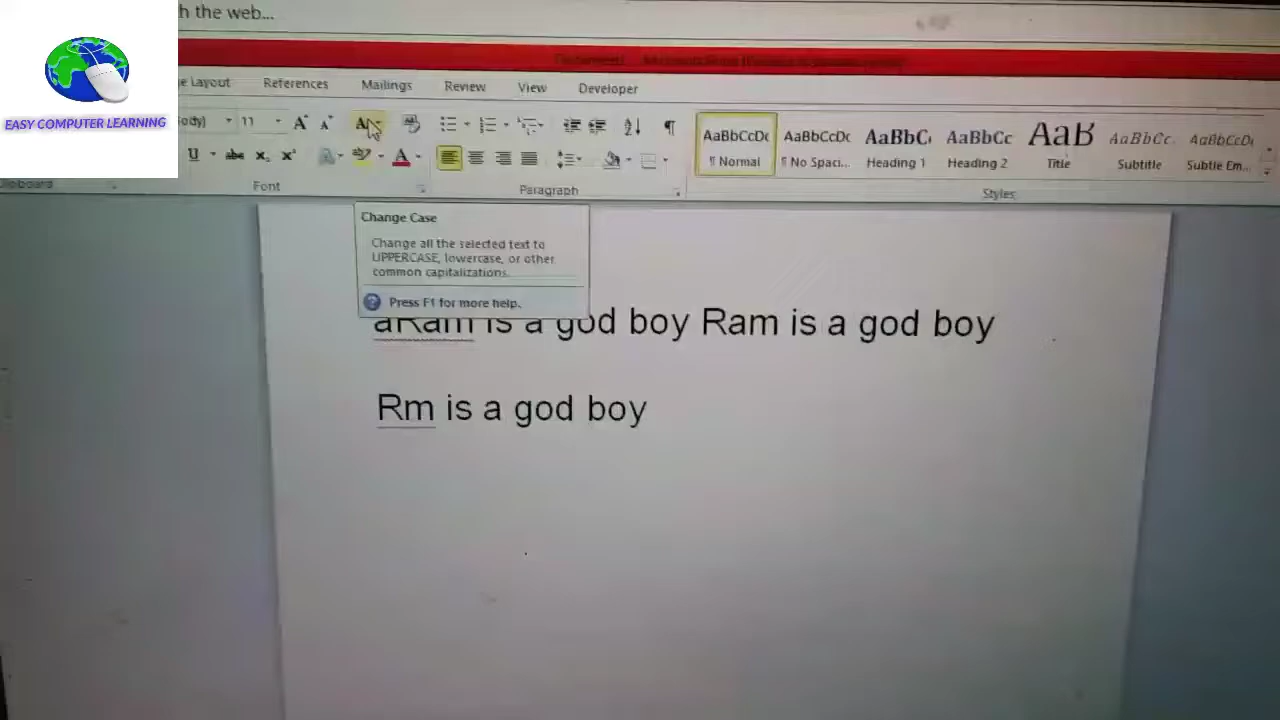 h the web...
EASY COMPUTER LEARNING
e Layout References Mailings Review View Developer
ody) 11
AaBbCcDc AaBbCcDc AaBbC AaBbCc AaB AaBbCc. AaBbCcDc
¶ Normal ¶ No Spaci... Heading 1 Heading 2 Title Subtitle Subtle Em...
lipboard Font Paragraph Styles
Change Case
Change all the selected text to
UPPERCASE, lowercase, or other
common capitalizations.
Press F1 for more help.
aRam is a god boy Ram is a god boy
Rm is a god boy